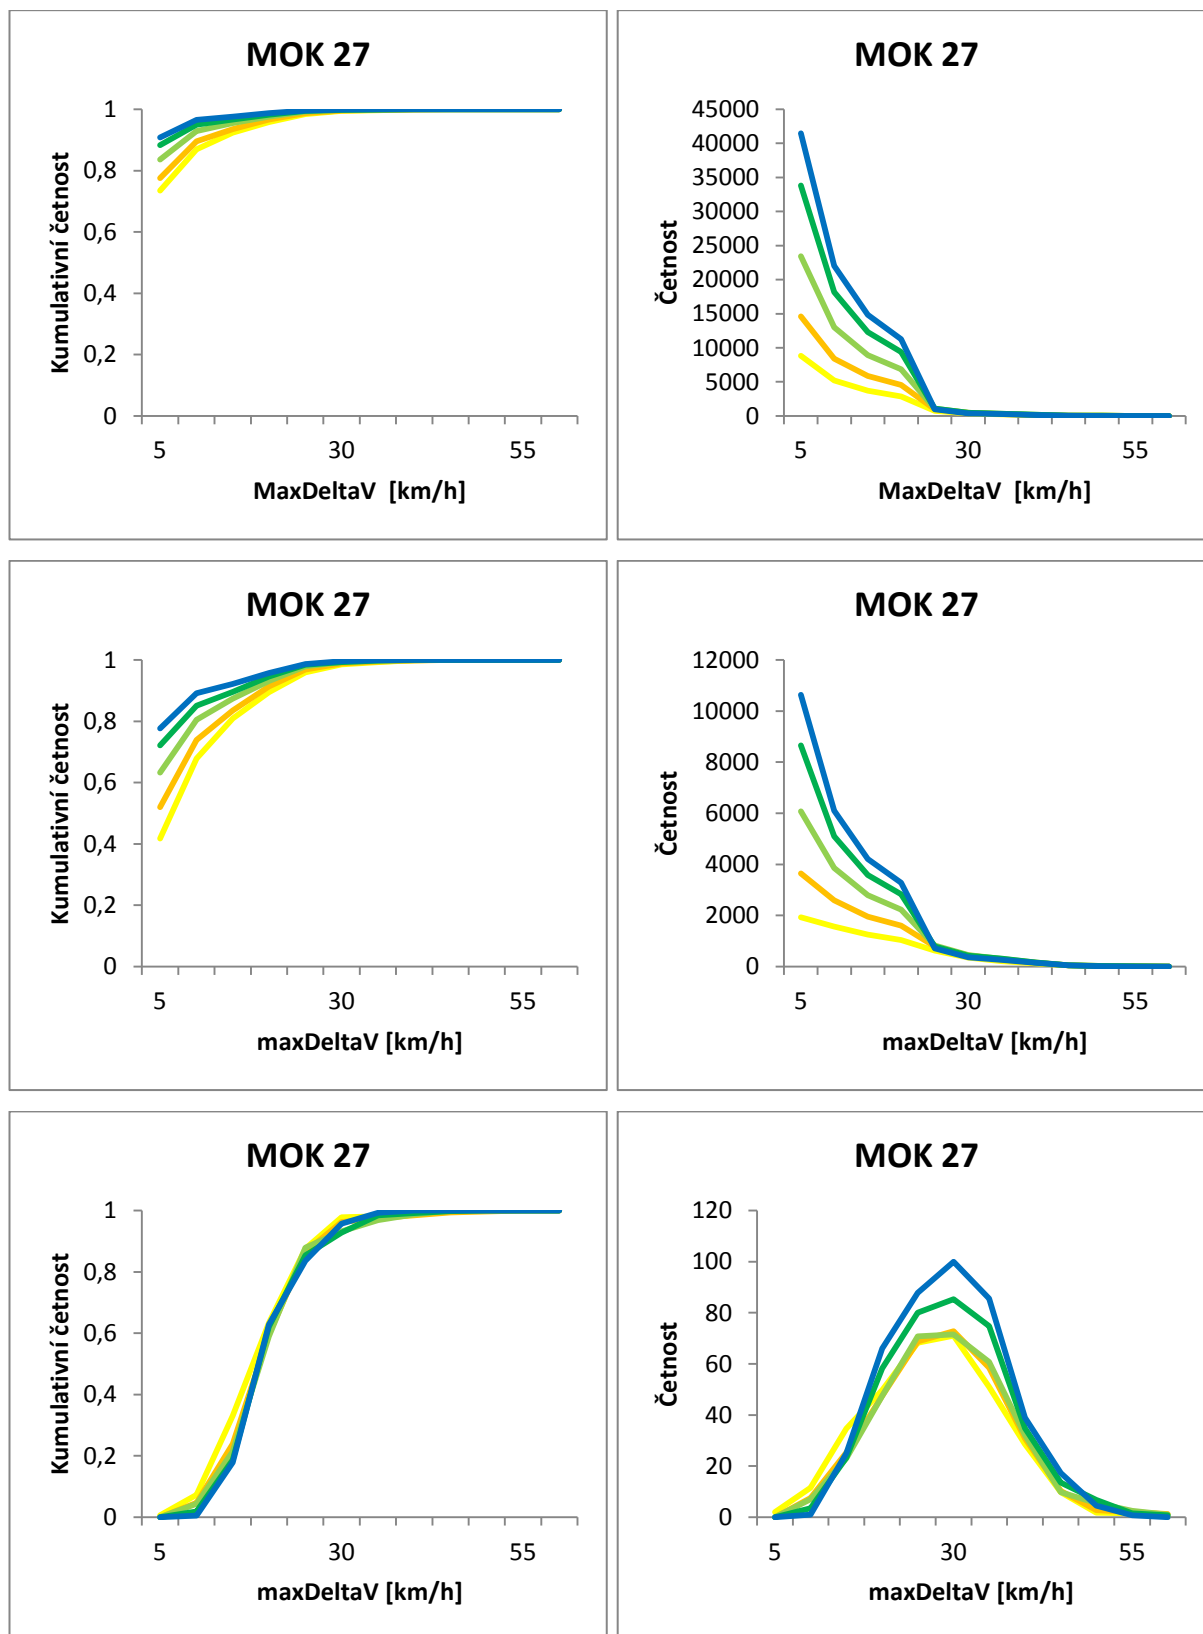 MOK 27
Kumulativní četnost
1
0,8
0,6
0,4
0,2
0
5 30 55
MaxDeltaV [km/h]
MOK 27
Četnost
45000
40000
35000
30000
25000
20000
15000
10000
5000
0
5 30 55
MaxDeltaV [km/h]
MOK 27
Kumulativní četnost
1
0,8
0,6
0,4
0,2
0
5 30 55
maxDeltaV [km/h]
MOK 27
Četnost
12000
10000
8000
6000
4000
2000
0
5 30 55
maxDeltaV [km/h]
MOK 27
Kumulativní četnost
1
0,8
0,6
0,4
0,2
0
5 30 55
maxDeltaV [km/h]
MOK 27
Četnost
120
100
80
60
40
20
0
5 30 55
maxDeltaV [km/h]